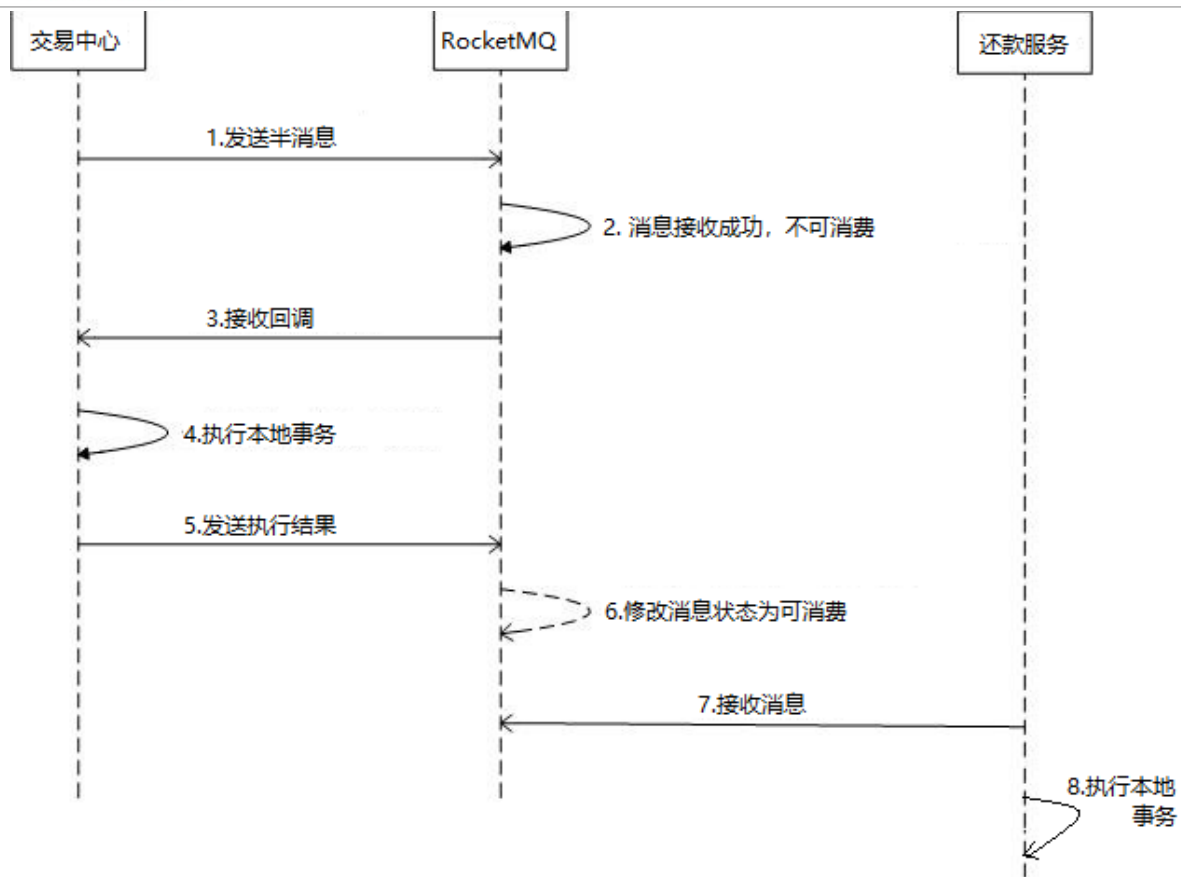 交易中心
RocketMQ
还款服务
1.发送半消息
2. 消息接收成功，不可消费
3.接收回调
4.执行本地事务
5.发送执行结果
6.修改消息状态为可消费
7.接收消息
8.执行本地
事务